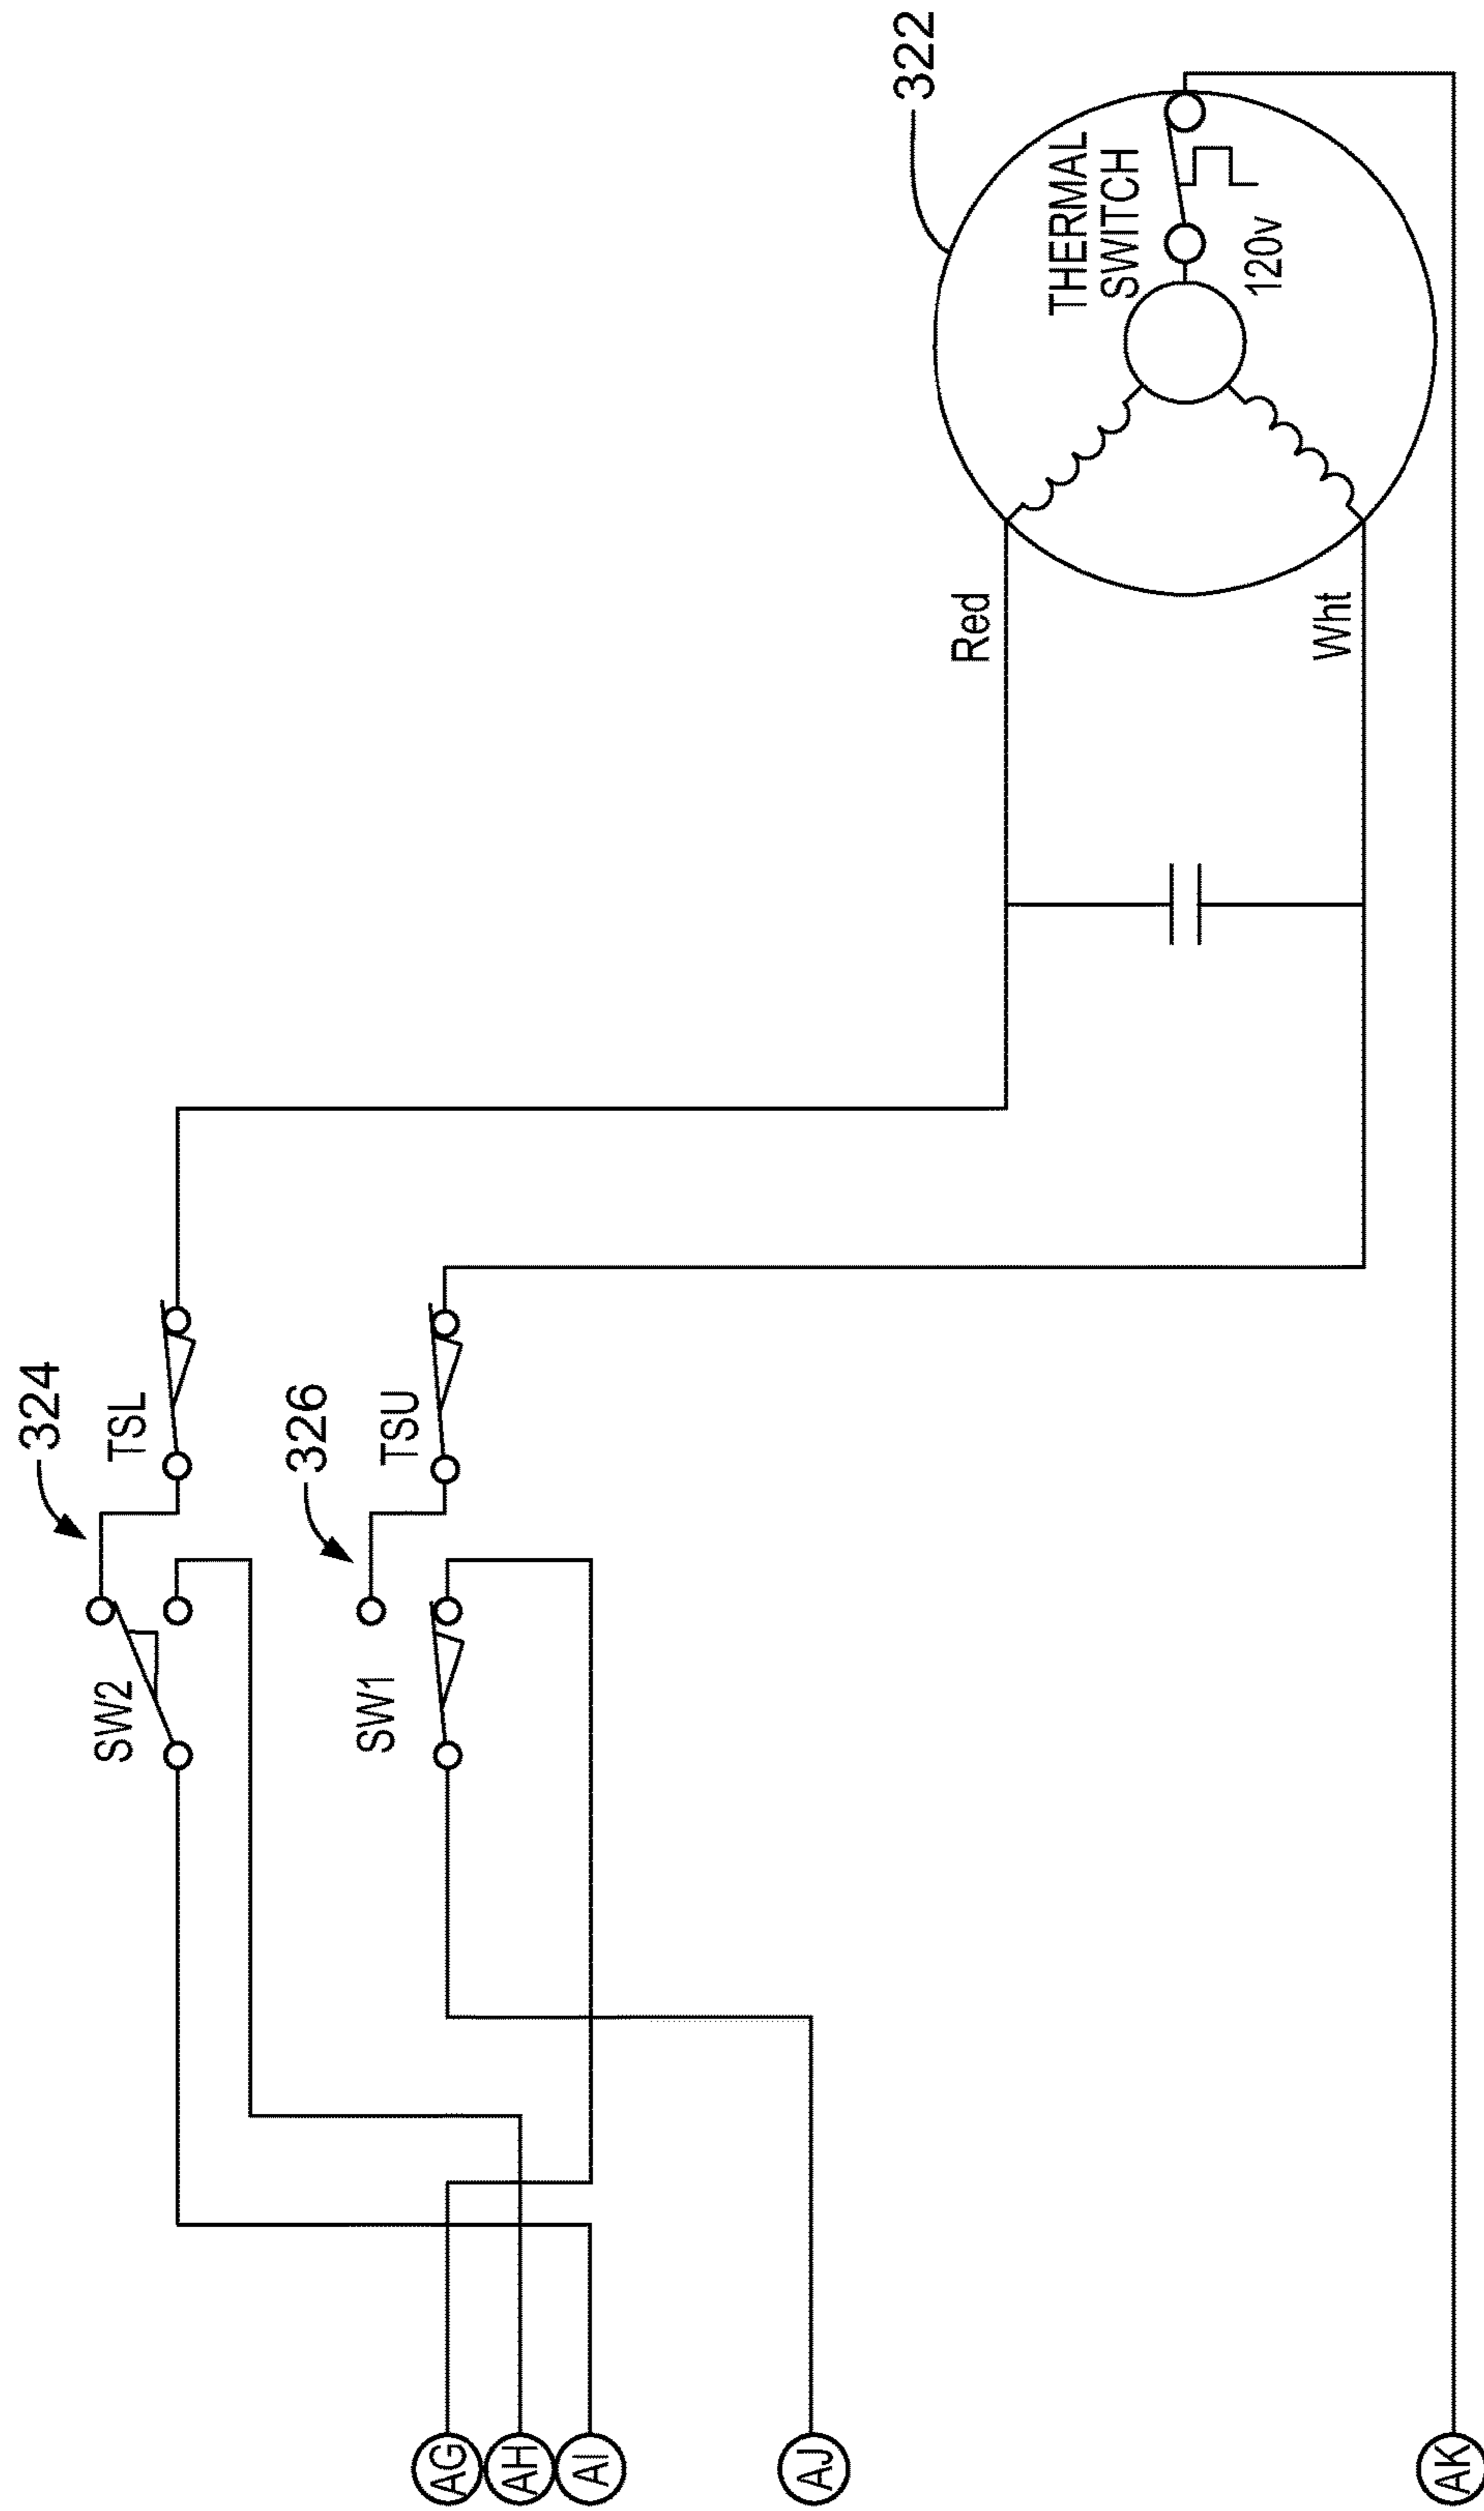 324
TSL
SW2
326
TSU
SW1
322
THERMAL
SWITCH
120v
Red
Wht
AG
AH
AI
AJ
AK